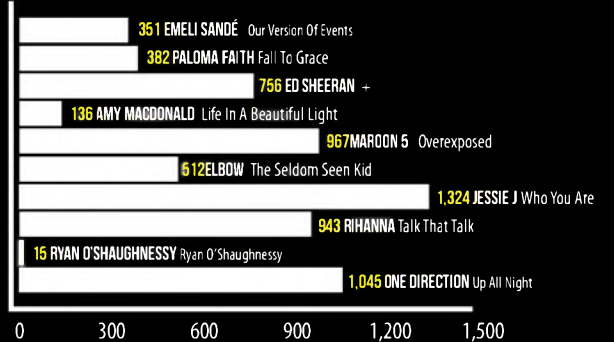 351 EMELI SANDÉ Our Version Of Events
382 PALOMA FAITH Fall To Grace
756 ED SHEERAN +
136 AMY MACDONALD Life In A Beautiful Light
967 MAROON 5 Overexposed
512 ELBOW The Seldom Seen Kid
1,324 JESSIE J Who You Are
943 RIHANNA Talk That Talk
15 RYAN O'SHAUGHNESSY Ryan O'Shaughnessy
1,045 ONE DIRECTION Up All Night
0 300 600 900 1,200 1,500